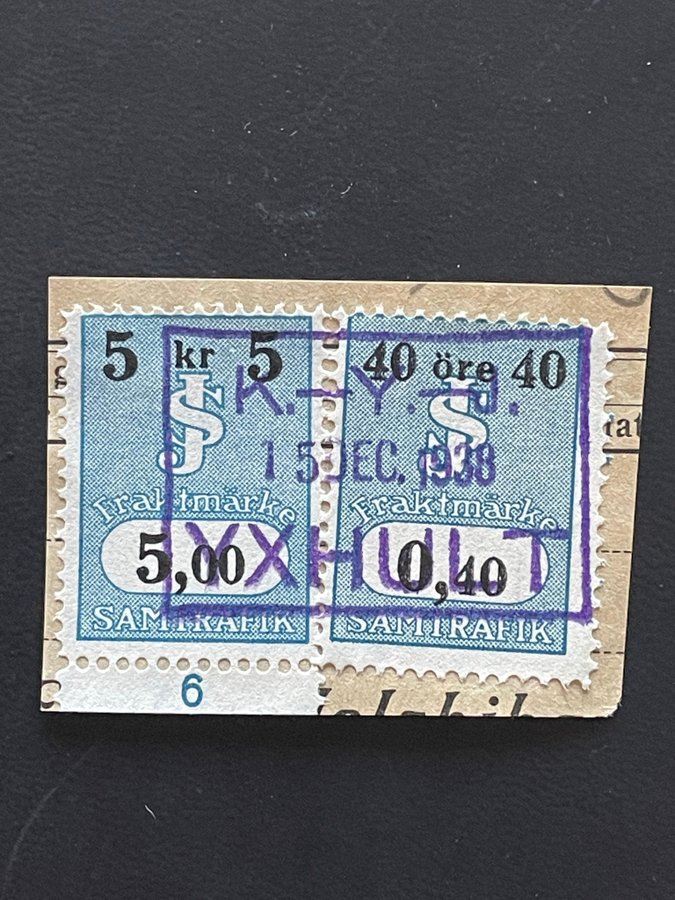 5 kr 5
SJ
Fraktmärke
5,00
SAMTRAFIK
6
40 öre 40
SJ
Fraktmärke
0,40
SAMTRAFIK
K.–Y.–J.
15 DEC. 1938
YXHULT